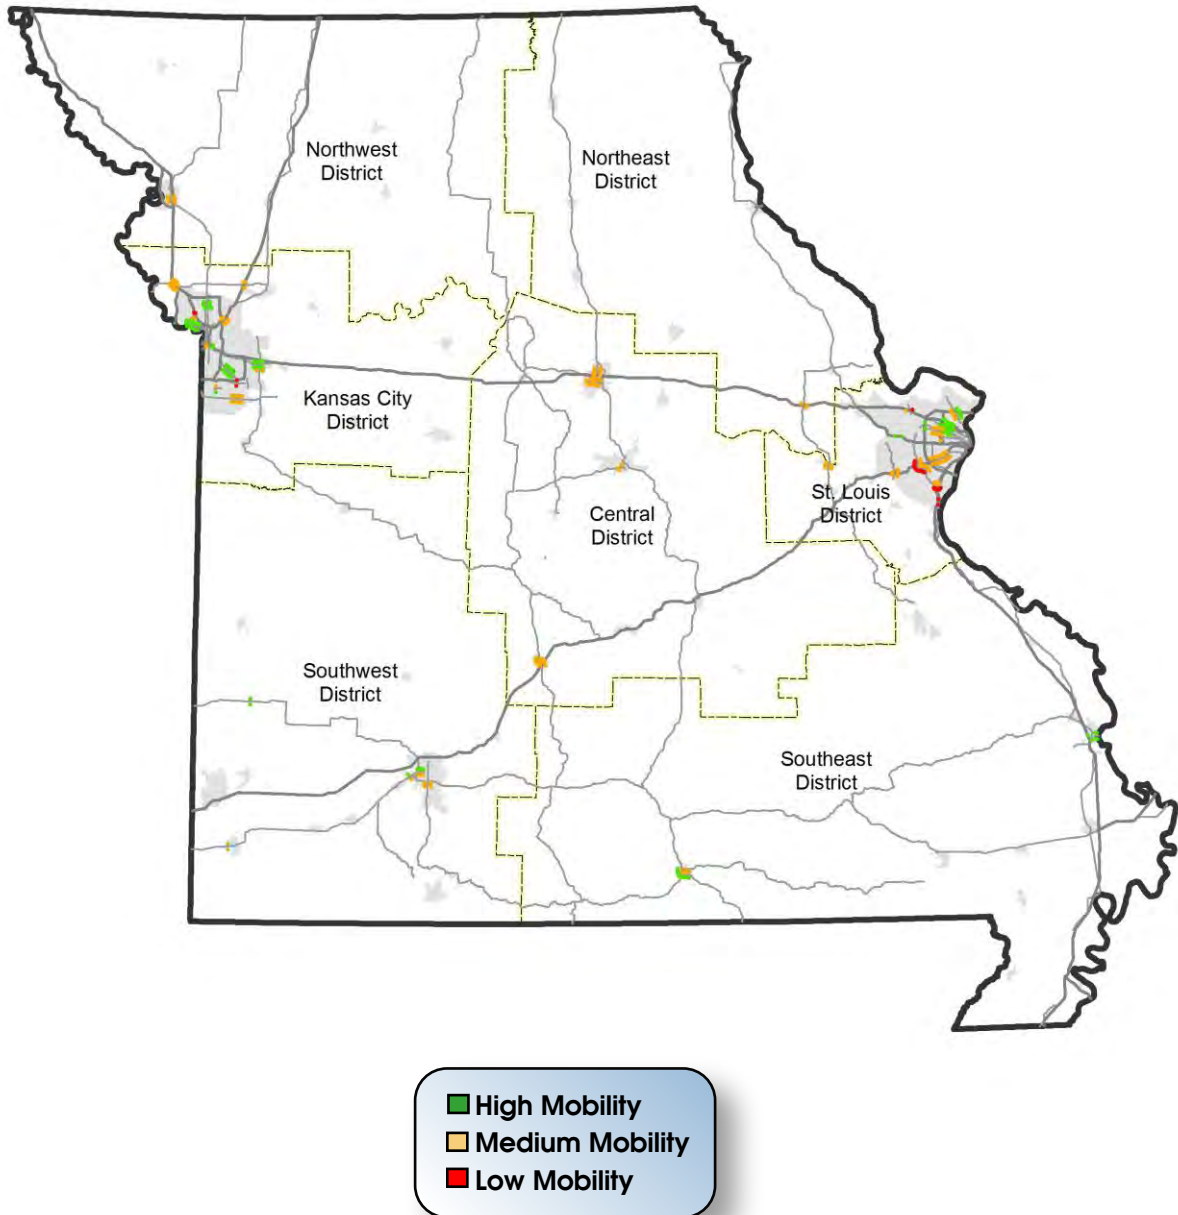 Northwest
District
Northeast
District
Kansas City
District
Central
District
St. Louis
District
Southwest
District
Southeast
District
High Mobility
Medium Mobility
Low Mobility